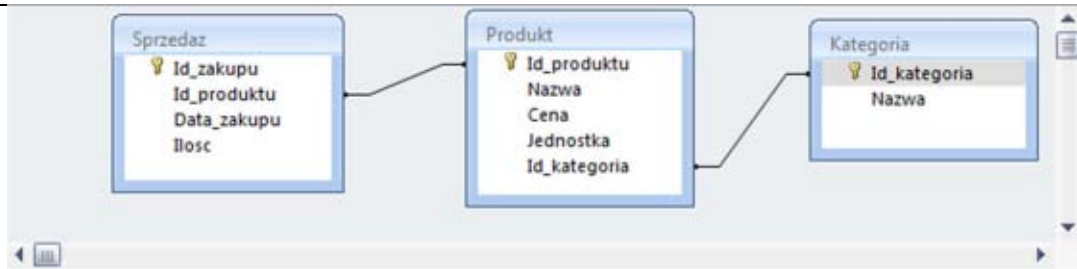 Sprzedaz
Id_zakupu
Id_produktu
Data_zakupu
Ilosc
Produkt
Id_produktu
Nazwa
Cena
Jednostka
Id_kategoria
Kategoria
Id_kategoria
Nazwa